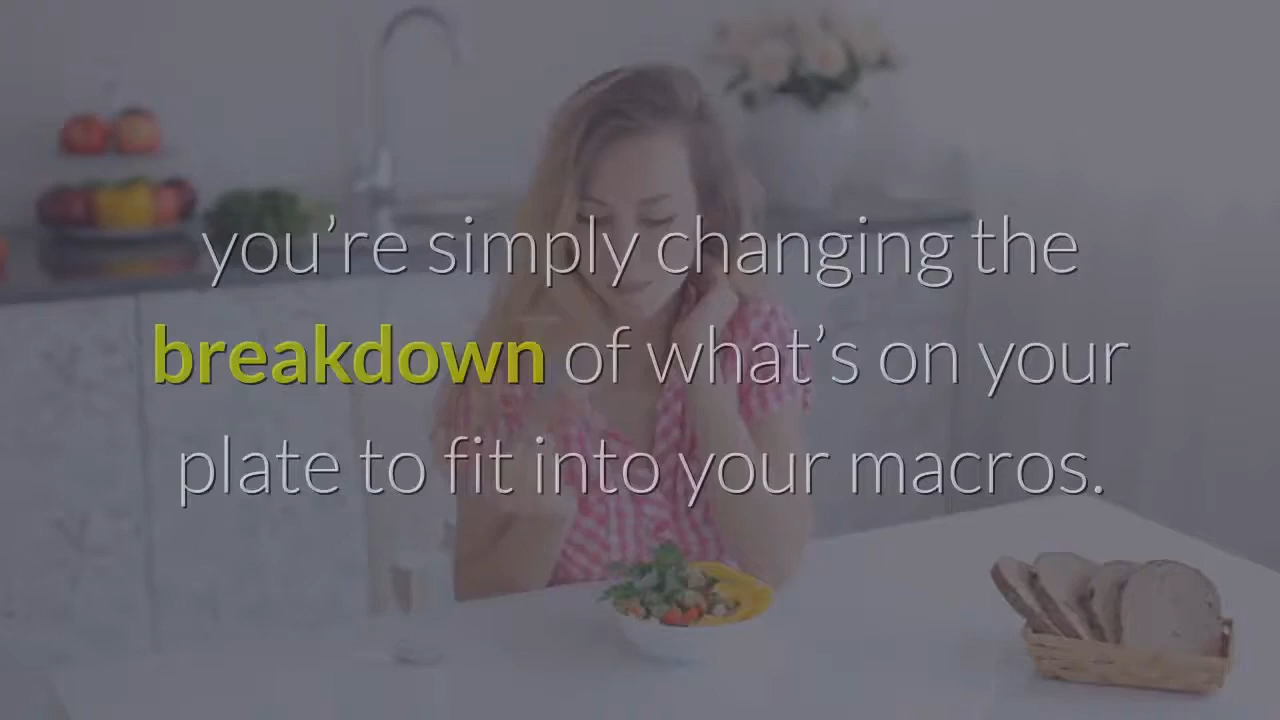 you’re simply changing the
breakdown of what’s on your
plate to fit into your macros.